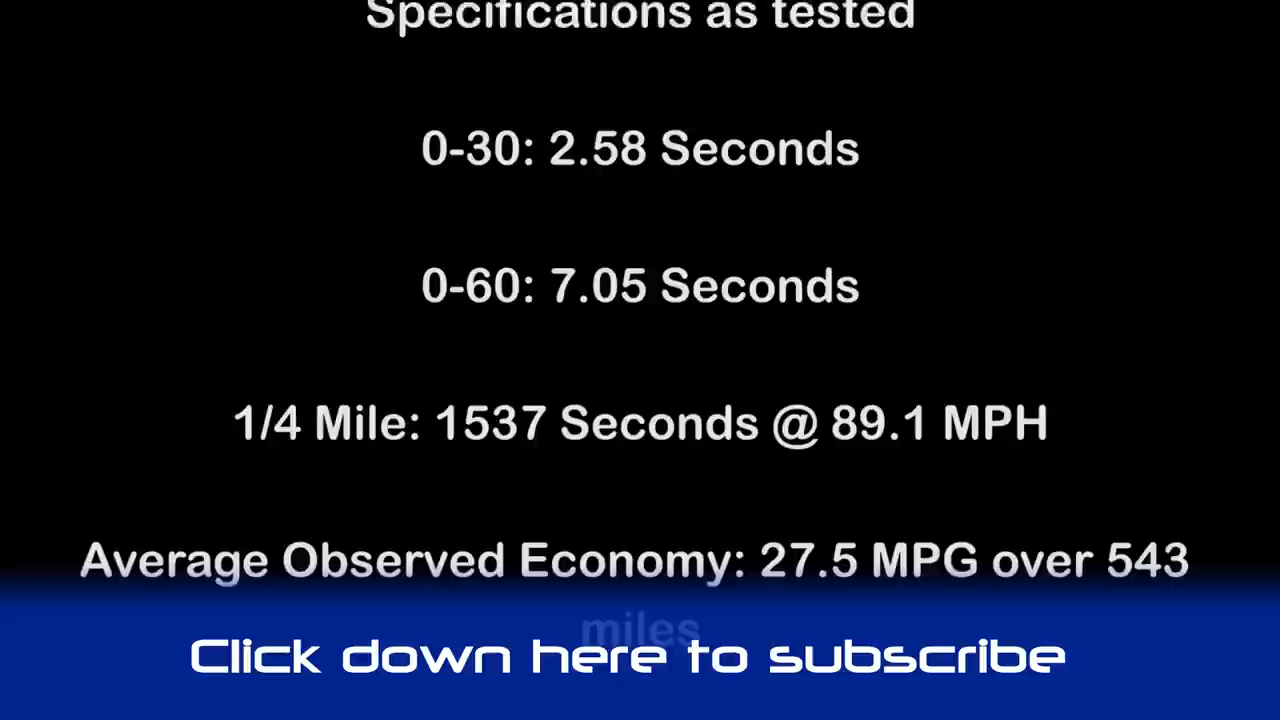 Specifications as tested
0-30: 2.58 Seconds
0-60: 7.05 Seconds
1/4 Mile: 1537 Seconds @ 89.1 MPH
Average Observed Economy: 27.5 MPG over 543
miles
Click down here to subscribe